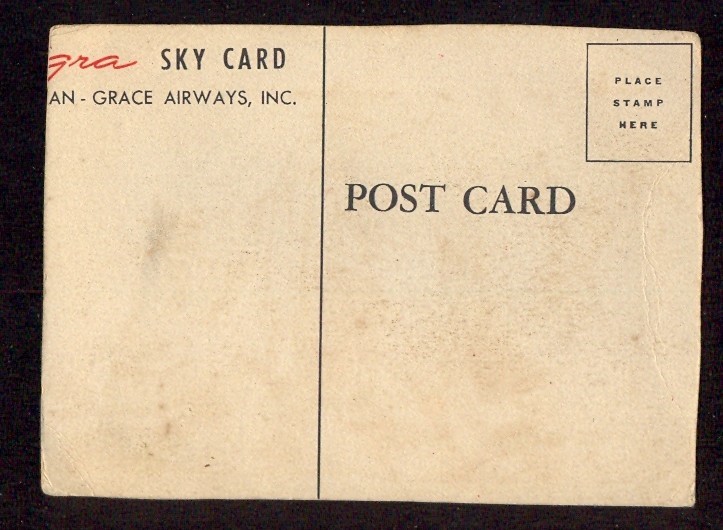 gra SKY CARD
AN - GRACE AIRWAYS, INC.
PLACE
STAMP
HERE
POST CARD